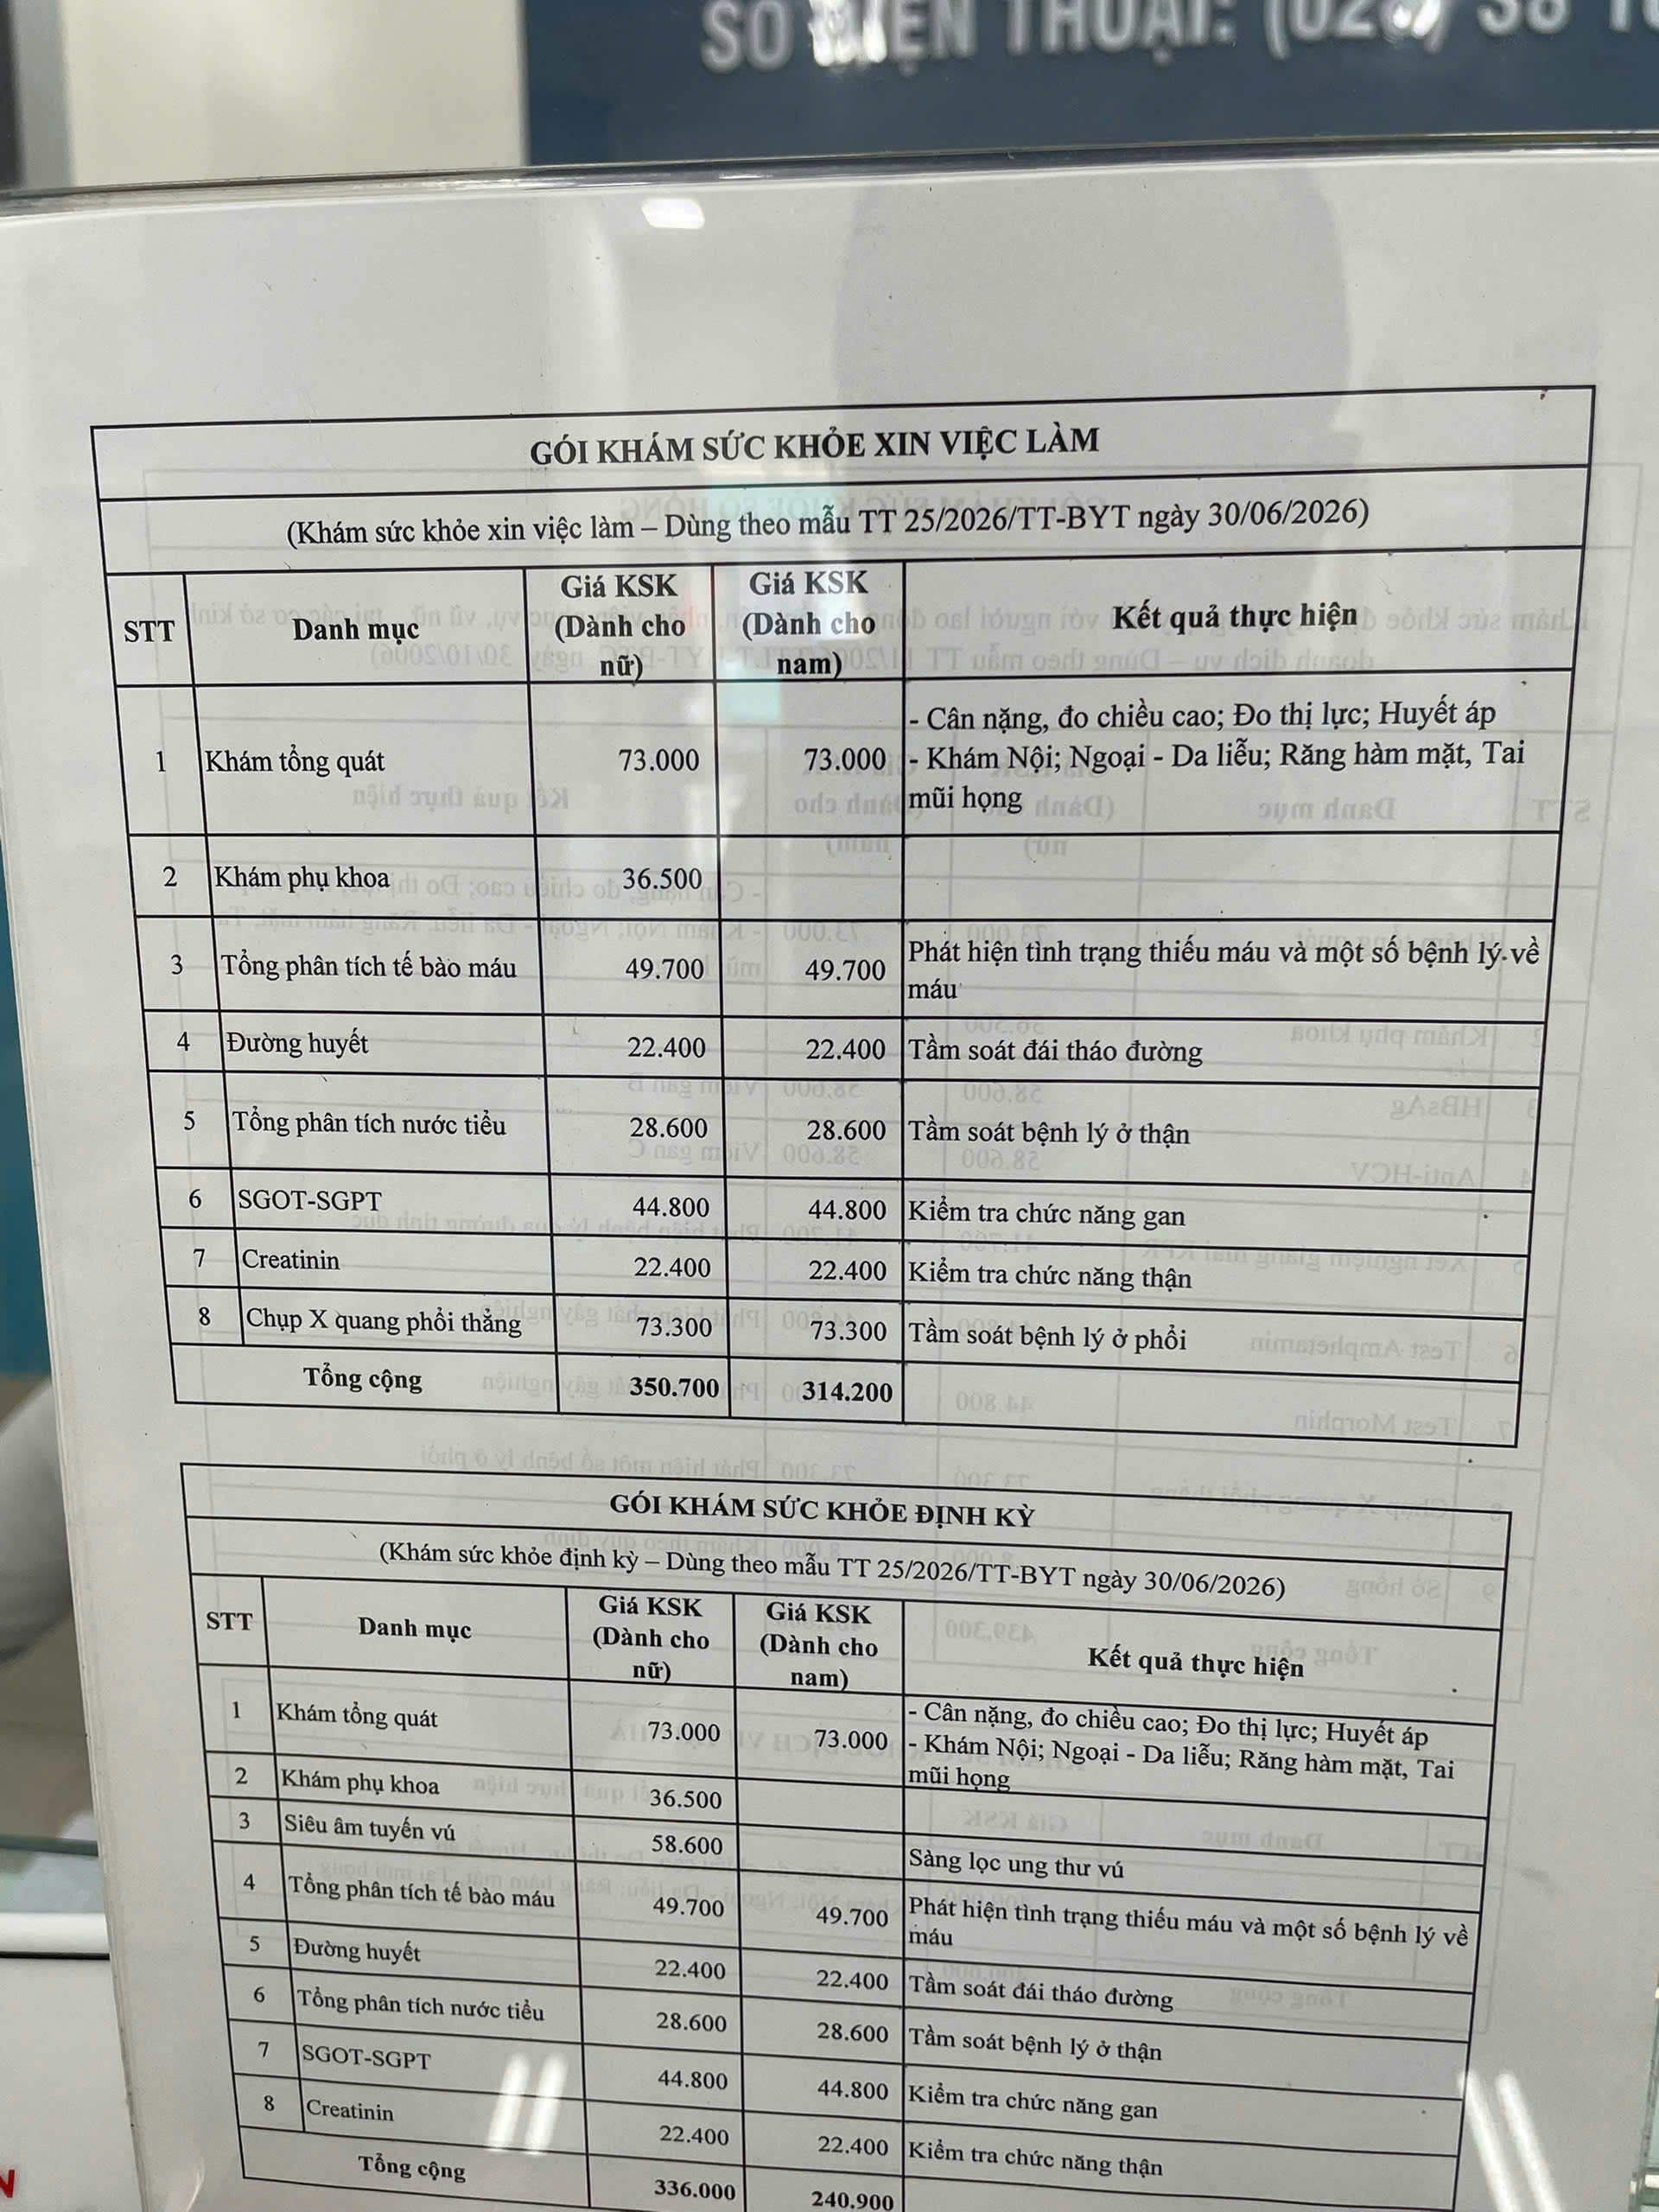 SỐ ĐIỆN THOẠI: (028) 38
GÓI KHÁM SỨC KHỎE XIN VIỆC LÀM
(Khám sức khỏe xin việc làm – Dùng theo mẫu TT 25/2026/TT-BYT ngày 30/06/2026)
STT Danh mục Giá KSK (Dành cho nữ) Giá KSK (Dành cho nam) Kết quả thực hiện
1 Khám tổng quát 73.000 73.000 - Cân nặng, đo chiều cao; Đo thị lực; Huyết áp
- Khám Nội; Ngoại - Da liễu; Răng hàm mặt, Tai
mũi họng
2 Khám phụ khoa 36.500
3 Tổng phân tích tế bào máu 49.700 49.700 Phát hiện tình trạng thiếu máu và một số bệnh lý về
máu
4 Đường huyết 22.400 22.400 Tầm soát đái tháo đường
5 Tổng phân tích nước tiểu 28.600 28.600 Tầm soát bệnh lý ở thận
6 SGOT-SGPT 44.800 44.800 Kiểm tra chức năng gan
7 Creatinin 22.400 22.400 Kiểm tra chức năng thận
8 Chụp X quang phổi thẳng 73.300 73.300 Tầm soát bệnh lý ở phổi
Tổng cộng 350.700 314.200
GÓI KHÁM SỨC KHỎE ĐỊNH KỲ
(Khám sức khỏe định kỳ – Dùng theo mẫu TT 25/2026/TT-BYT ngày 30/06/2026)
STT Danh mục Giá KSK (Dành cho nữ) Giá KSK (Dành cho nam) Kết quả thực hiện
1 Khám tổng quát 73.000 73.000 - Cân nặng, đo chiều cao; Đo thị lực; Huyết áp
- Khám Nội; Ngoại - Da liễu; Răng hàm mặt, Tai
mũi họng
2 Khám phụ khoa 36.500
3 Siêu âm tuyến vú 58.600 Sàng lọc ung thư vú
4 Tổng phân tích tế bào máu 49.700 49.700 Phát hiện tình trạng thiếu máu và một số bệnh lý về
máu
5 Đường huyết 22.400 22.400 Tầm soát đái tháo đường
6 Tổng phân tích nước tiểu 28.600 28.600 Tầm soát bệnh lý ở thận
7 SGOT-SGPT 44.800 44.800 Kiểm tra chức năng gan
8 Creatinin 22.400 22.400 Kiểm tra chức năng thận
Tổng cộng 336.000 240.900